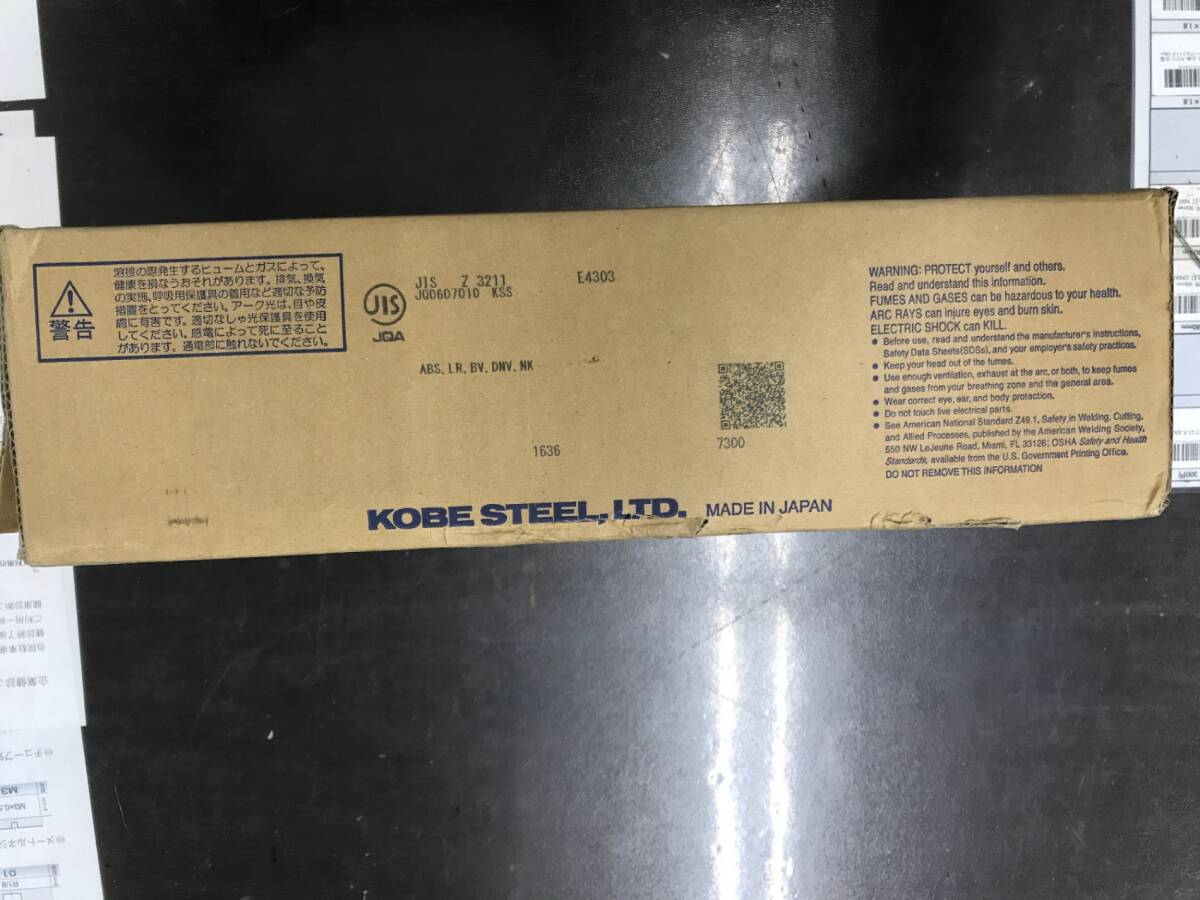 溶接の際発生するヒュームとガスによって、
健康を損なうおそれがあります。排気、換気
の実施、呼吸用保護具の着用など適切な予防
措置をとってください。アーク光は、目や皮
膚に有害です。適切なしゃ光保護具を使用
してください。感電によって死に至ること
があります。通電部に触れないでください。
警告
JIS
JQA
JIS Z 3211 E4303
JQ0607010 KSS
ABS, LR, BV, DNV, NK
1636
7300
KOBE STEEL, LTD. MADE IN JAPAN
WARNING: PROTECT yourself and others.
Read and understand this information.
FUMES AND GASES can be hazardous to your health.
ARC RAYS can injure eyes and burn skin.
ELECTRIC SHOCK can KILL.
● Before use, read and understand the manufacturer's instructions,
Safety Data Sheets(SDSs), and your employer's safety practices.
● Keep your head out of the fumes.
● Use enough ventilation, exhaust at the arc, or both, to keep fumes
and gases from your breathing zone and the general area.
● Wear correct eye, ear, and body protection.
● Do not touch live electrical parts.
● See American National Standard Z49.1, Safety in Welding, Cutting,
and Allied Processes, published by the American Welding Society,
550 NW LeJeune Road, Miami, FL 33126; OSHA Safety and Health
Standards, available from the U.S. Government Printing Office.
DO NOT REMOVE THIS INFORMATION
M3
M3×0.5
R1/8
01